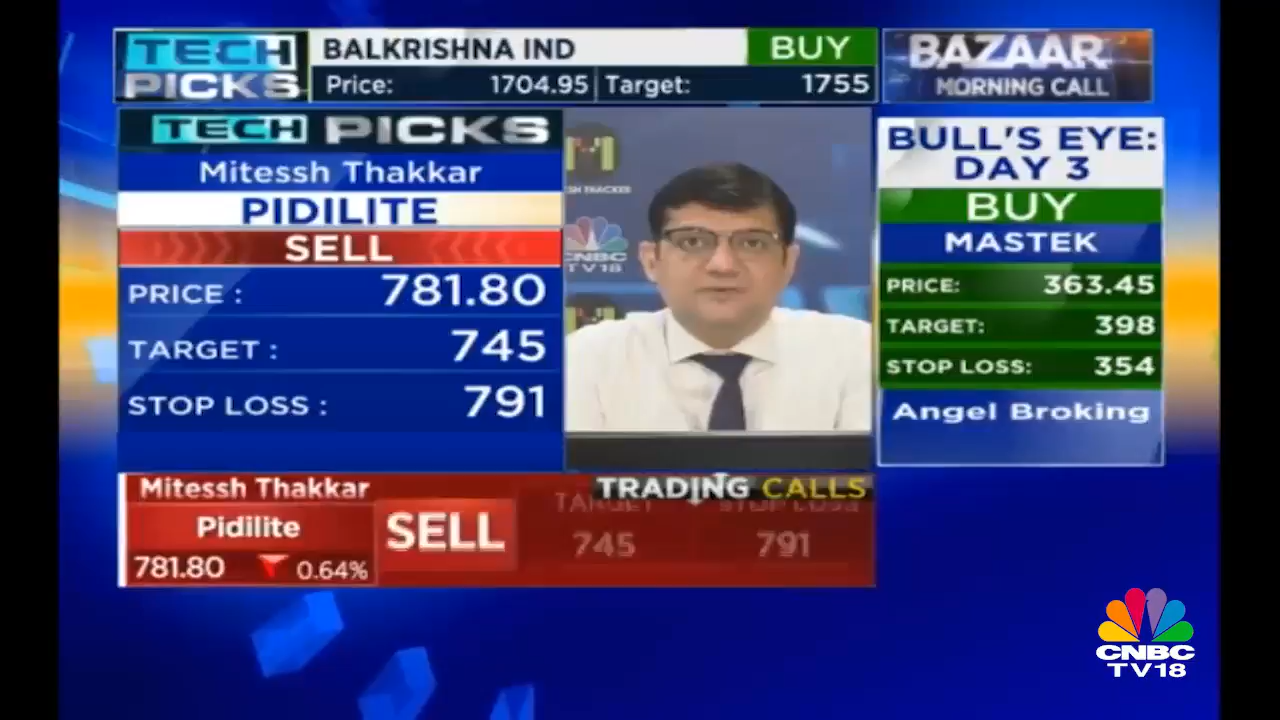 TECH PICKS
BALKRISHNA IND BUY
Price: 1704.95 Target: 1755
BAZAAR
MORNING CALL
TECH PICKS
Mitessh Thakkar
PIDILITE
SELL
PRICE : 781.80
TARGET : 745
STOP LOSS : 791
CNBC
TV18
BULL'S EYE:
DAY 3
BUY
MASTEK
PRICE: 363.45
TARGET: 398
STOP LOSS: 354
Angel Broking
Mitessh Thakkar
TRADING CALLS
Pidilite
SELL
TARGET STOP LOSS
745 791
781.80 0.64%
CNBC
TV18